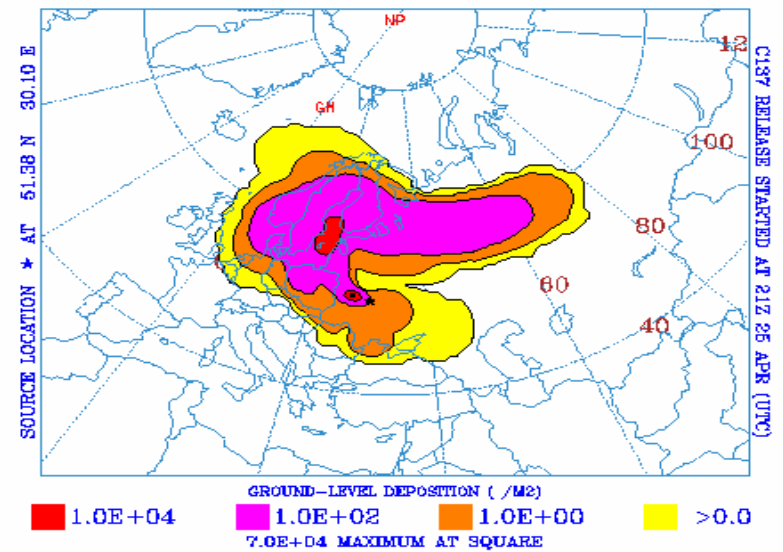 NP
12
GM
100
80
60
40
SOURCE LOCATION ★ AT 51.38 N 30.10 E
C137 RELEASE STARTED AT 21Z 25 APR (UTC)
GROUND-LEVEL DEPOSITION ( /M2)
1.0E+04 1.0E+02 1.0E+00 >0.0
7.0E+04 MAXIMUM AT SQUARE